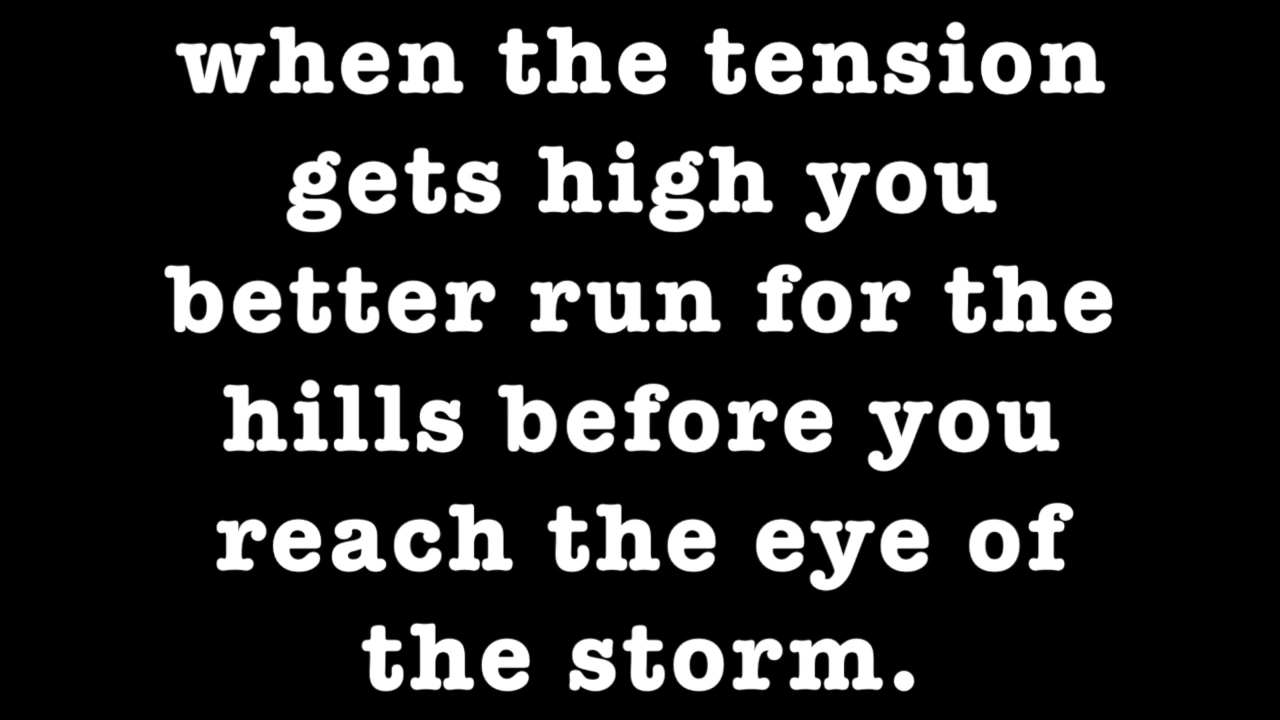 when the tension
gets high you
better run for the
hills before you
reach the eye of
the storm.